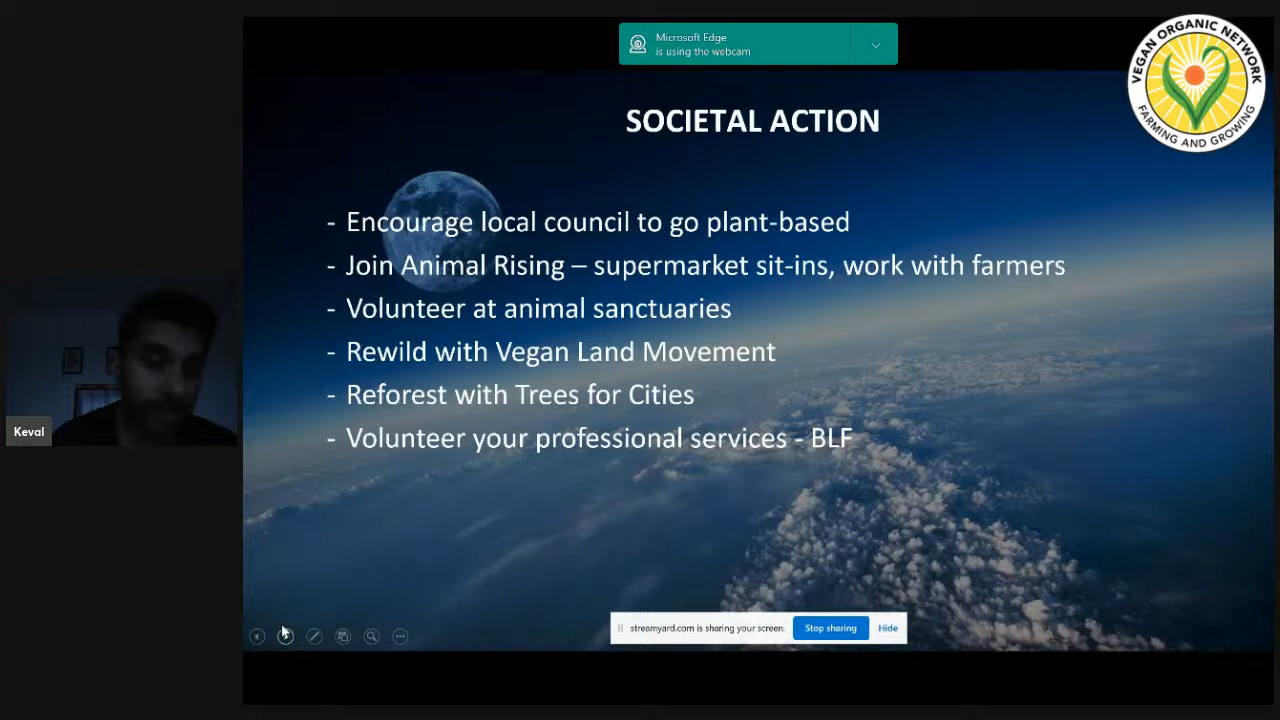 Microsoft Edge
is using the webcam
VEGAN ORGANIC NETWORK
FARMING AND GROWING
SOCIETAL ACTION
- Encourage local council to go plant-based
- Join Animal Rising – supermarket sit-ins, work with farmers
- Volunteer at animal sanctuaries
- Rewild with Vegan Land Movement
- Reforest with Trees for Cities
- Volunteer your professional services - BLF
Keval
streamyard.com is sharing your screen.
Stop sharing
Hide